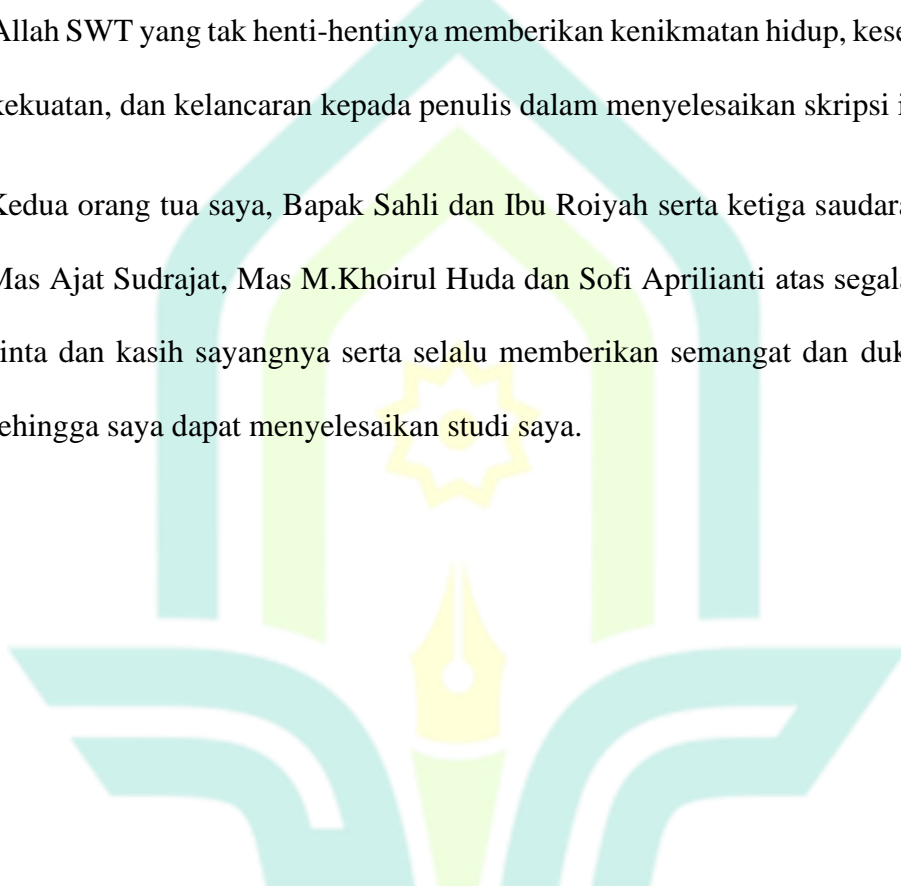 Allah SWT yang tak henti-hentinya memberikan kenikmatan hidup, kese
kekuatan, dan kelancaran kepada penulis dalam menyelesaikan skripsi i
Kedua orang tua saya, Bapak Sahli dan Ibu Roiyah serta ketiga saudara
Mas Ajat Sudrajat, Mas M.Khoirul Huda dan Sofi Aprilianti atas segala
cinta dan kasih sayangnya serta selalu memberikan semangat dan duk
sehingga saya dapat menyelesaikan studi saya.